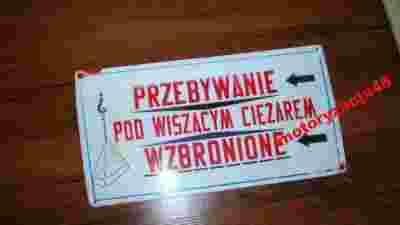 PRZEBYWANIE
POD WISZĄCYM CIĘŻAREM
WZBRONIONE